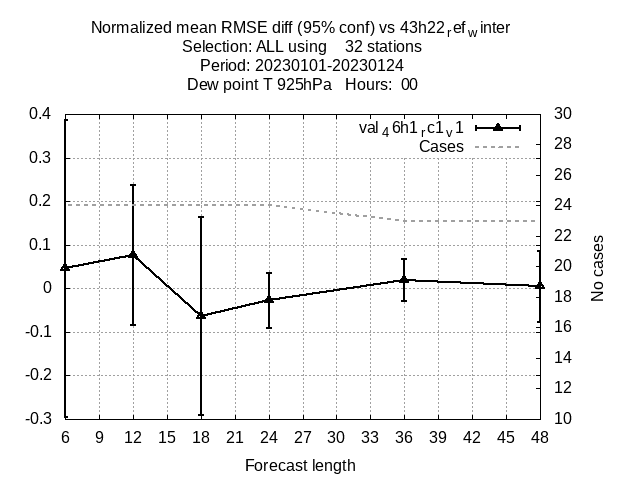 Normalized mean RMSE diff (95% conf) vs 43h22refwinter
Selection: ALL using 32 stations
Period: 20230101-20230124
Dew point T 925hPa Hours: 00
val46h1rc1v1
Cases
0.4
0.3
0.2
0.1
0
-0.1
-0.2
-0.3
30
28
26
24
22
20
18
16
14
12
10
No cases
6 9 12 15 18 21 24 27 30 33 36 39 42 45 48
Forecast length